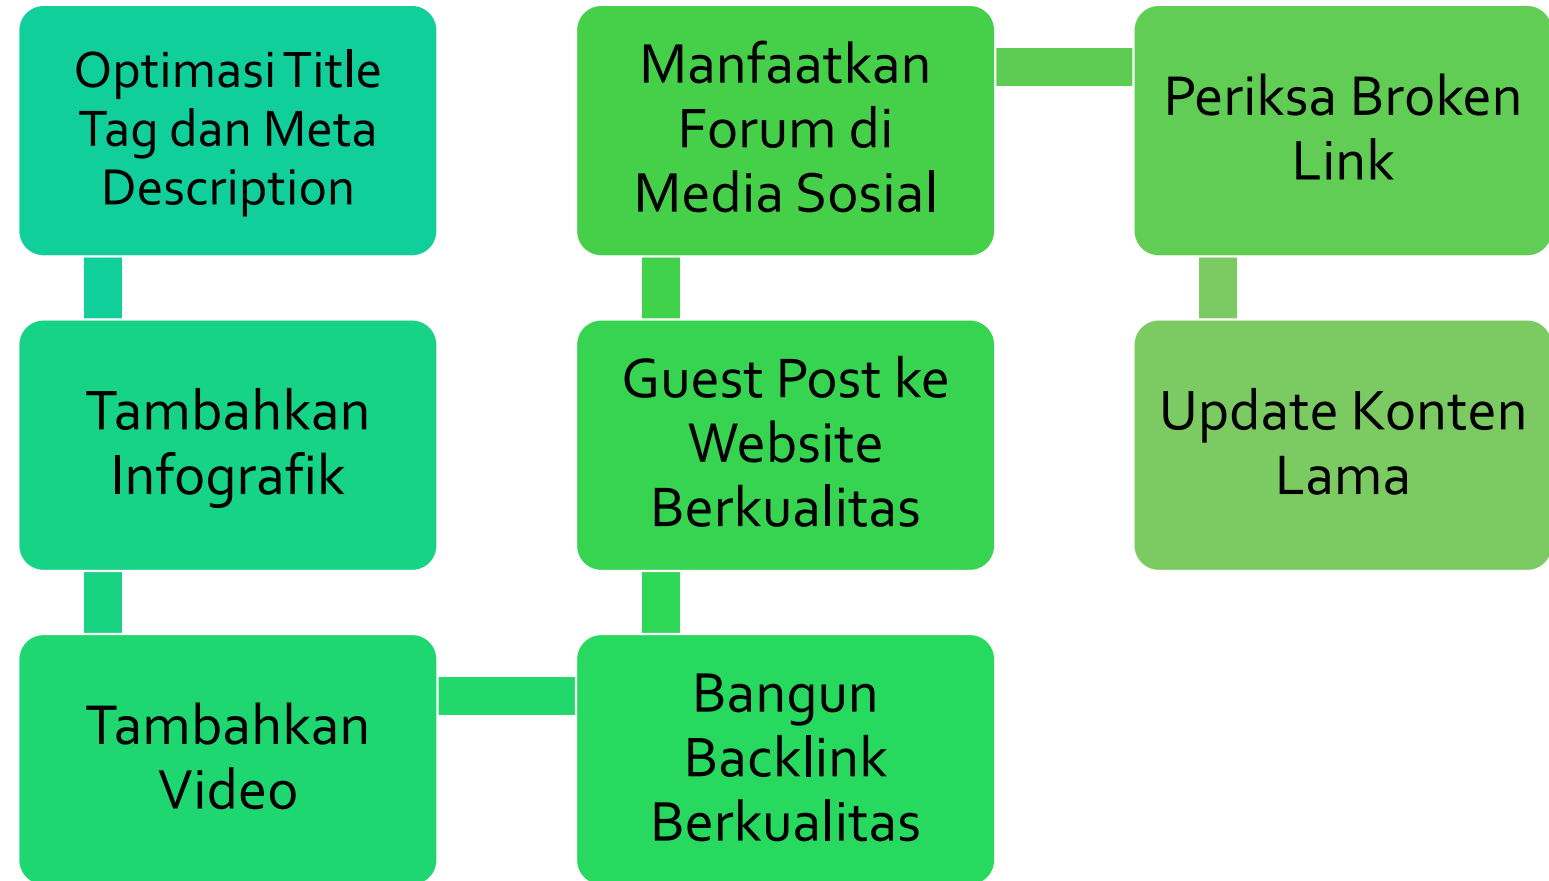 Optimasi Title
Tag dan Meta
Description
Tambahkan
Infografik
Tambahkan
Video
Bangun
Backlink
Berkualitas
Guest Post ke
Website
Berkualitas
Manfaatkan
Forum di
Media Sosial
Periksa Broken
Link
Update Konten
Lama